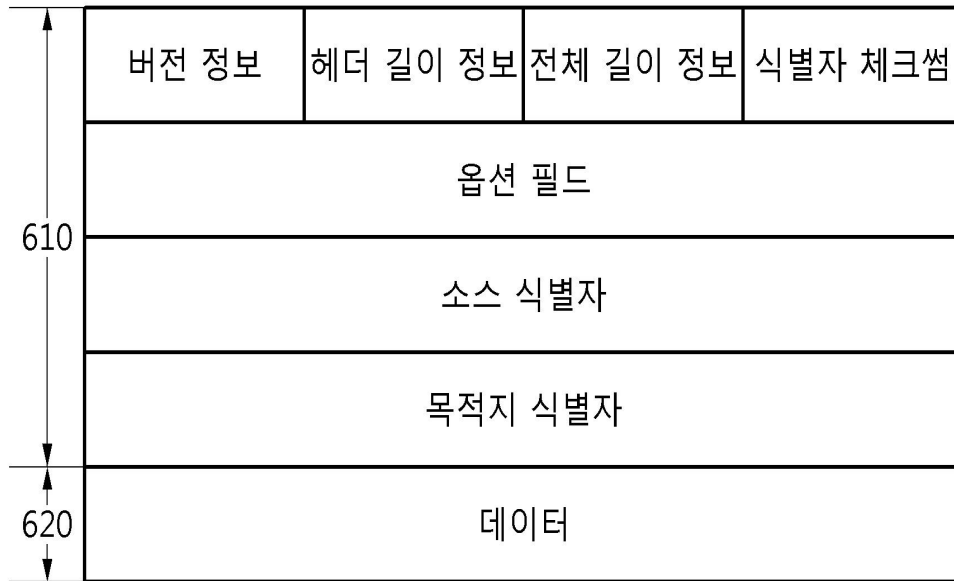 버전 정보 헤더 길이 정보 전체 길이 정보 식별자 체크썸
옵션 필드
610
소스 식별자
목적지 식별자
620
데이터